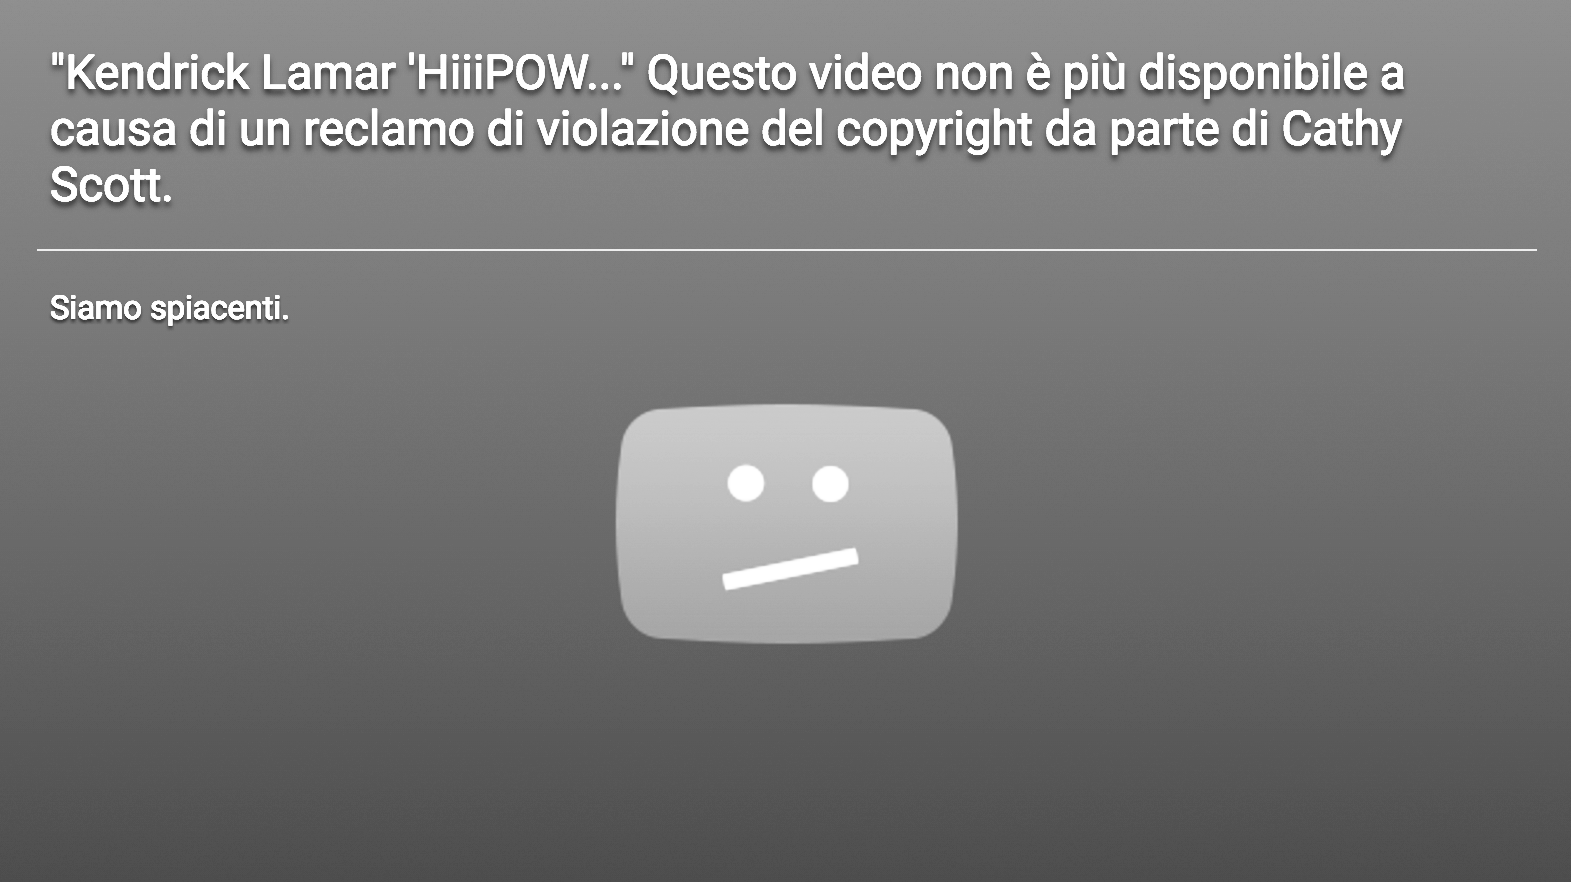 "Kendrick Lamar 'HiiiPOW..." Questo video non è più disponibile a
causa di un reclamo di violazione del copyright da parte di Cathy
Scott.
Siamo spiacenti.